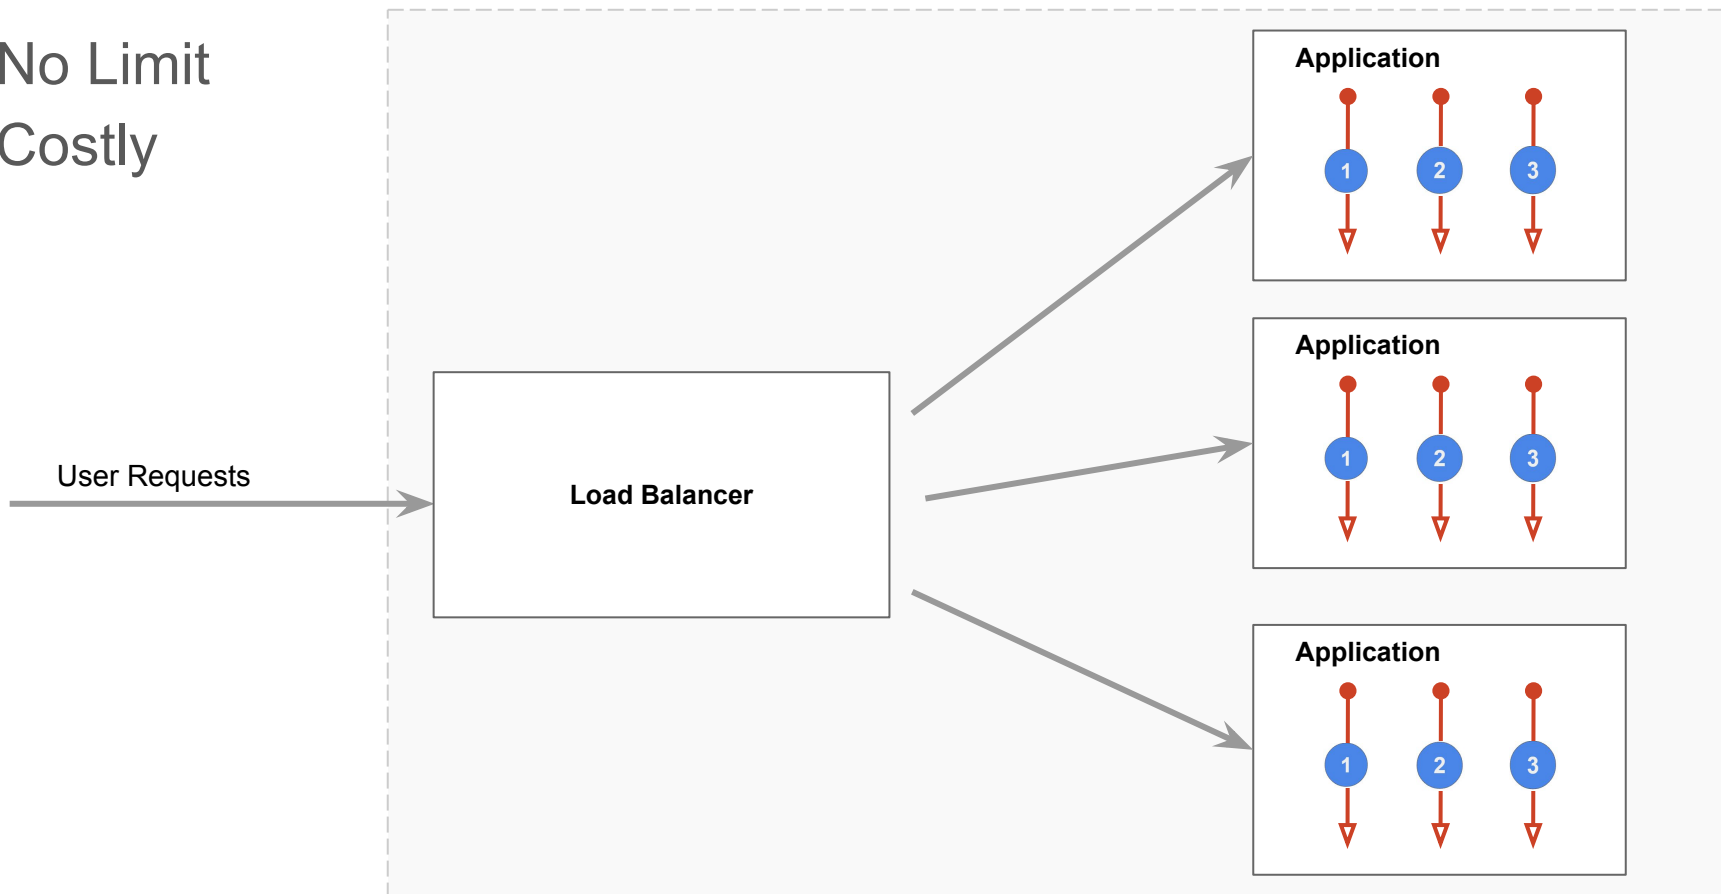 No Limit
Costly
User Requests
Load Balancer
Application
1 2 3
Application
1 2 3
Application
1 2 3